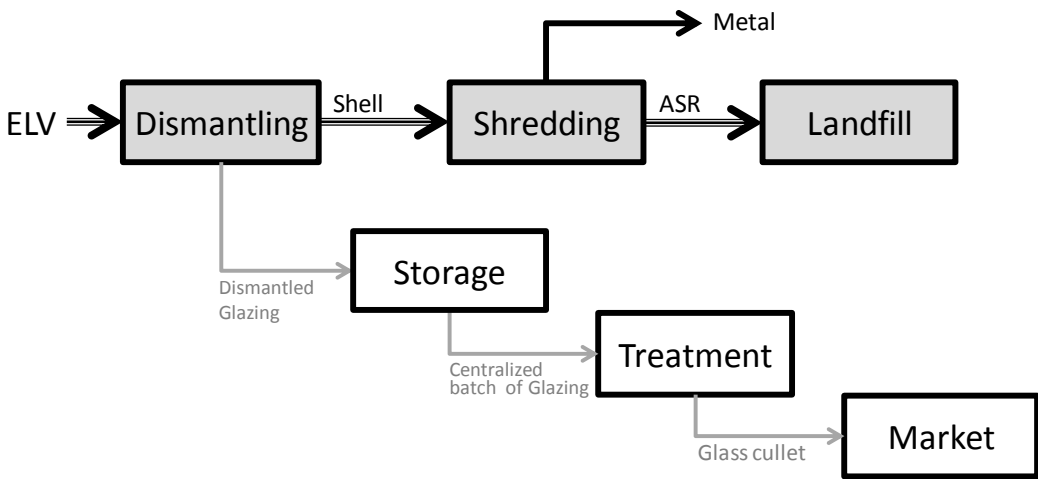 Metal
Shell
ASR
ELV
Dismantling
Shredding
Landfill
Storage
Dismantled
Glazing
Treatment
Centralized
batch of Glazing
Market
Glass cullet